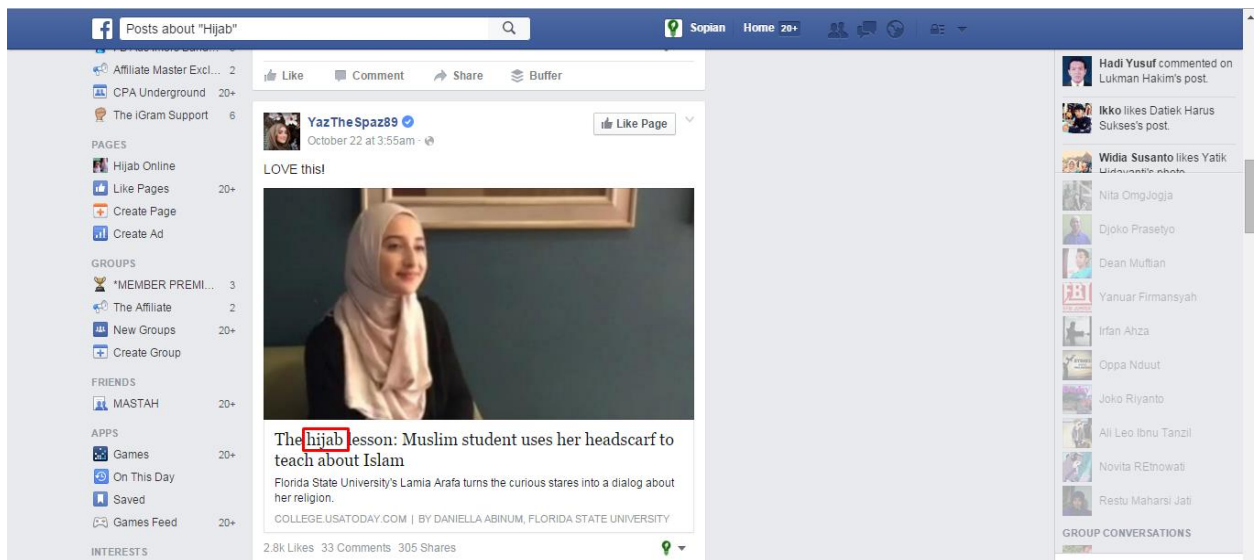 Posts about "Hijab"
Sopian Home 20+
Affiliate Master Excl... 2
CPA Underground 20+
The iGram Support 6
PAGES
Hijab Online
Like Pages 20+
Create Page
Create Ad
GROUPS
*MEMBER PREMI... 3
The Affiliate 2
New Groups 20+
Create Group
FRIENDS
MASTAH 20+
APPS
Games 20+
On This Day
Saved
Games Feed 20+
INTERESTS
Like Comment Share Buffer
YazTheSpaz89
October 22 at 3:55am ·
Like Page
LOVE this!
The hijab lesson: Muslim student uses her headscarf to
teach about Islam
Florida State University's Lamia Arafa turns the curious stares into a dialog about
her religion.
COLLEGE.USATODAY.COM | BY DANIELLA ABINUM, FLORIDA STATE UNIVERSITY
2.8k Likes 33 Comments 305 Shares
Hadi Yusuf commented on
Lukman Hakim's post.
Ikko likes Datiek Harus
Sukses's post.
Widia Susanto likes Yatik
Hidayanti's photo.
Nita OmgJogja
Djoko Prasetyo
Dean Muftian
Yanuar Firmansyah
Irfan Ahza
Oppa Nduut
Joko Riyanto
Ali Leo Ibnu Tanzil
Novita REtnowati
Restu Maharsi Jati
GROUP CONVERSATIONS